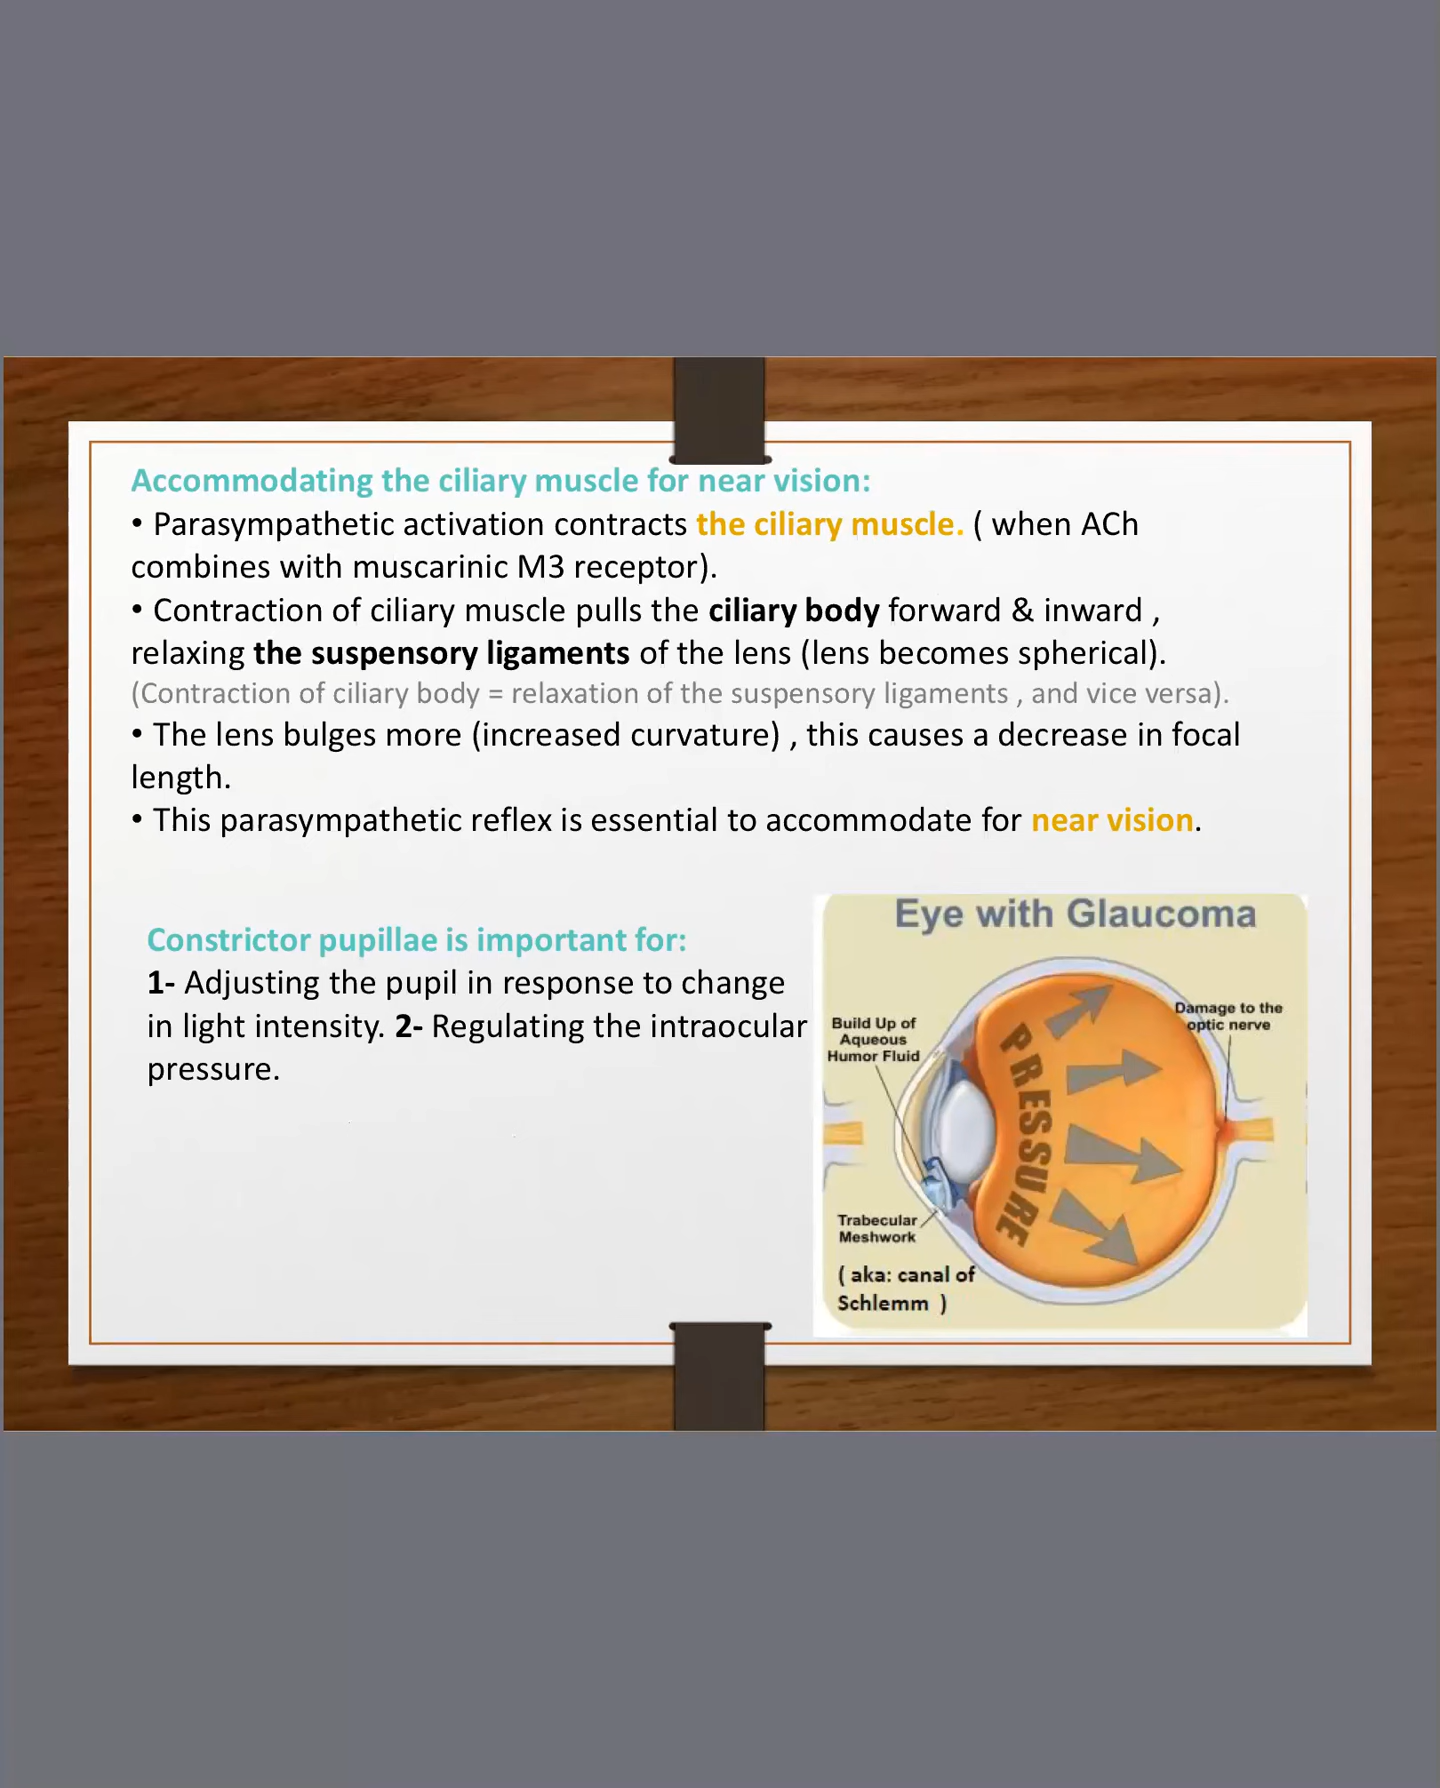 Accommodating the ciliary muscle for near vision:
• Parasympathetic activation contracts the ciliary muscle. ( when ACh
combines with muscarinic M3 receptor).
• Contraction of ciliary muscle pulls the ciliary body forward & inward ,
relaxing the suspensory ligaments of the lens (lens becomes spherical).
(Contraction of ciliary body = relaxation of the suspensory ligaments , and vice versa).
• The lens bulges more (increased curvature) , this causes a decrease in focal
length.
• This parasympathetic reflex is essential to accommodate for near vision.
Constrictor pupillae is important for:
1- Adjusting the pupil in response to change
in light intensity. 2- Regulating the intraocular
pressure.
Eye with Glaucoma
Build Up of
Aqueous
Humor Fluid
Damage to the
optic nerve
PRESSURE
Trabecular
Meshwork
( aka: canal of
Schlemm )